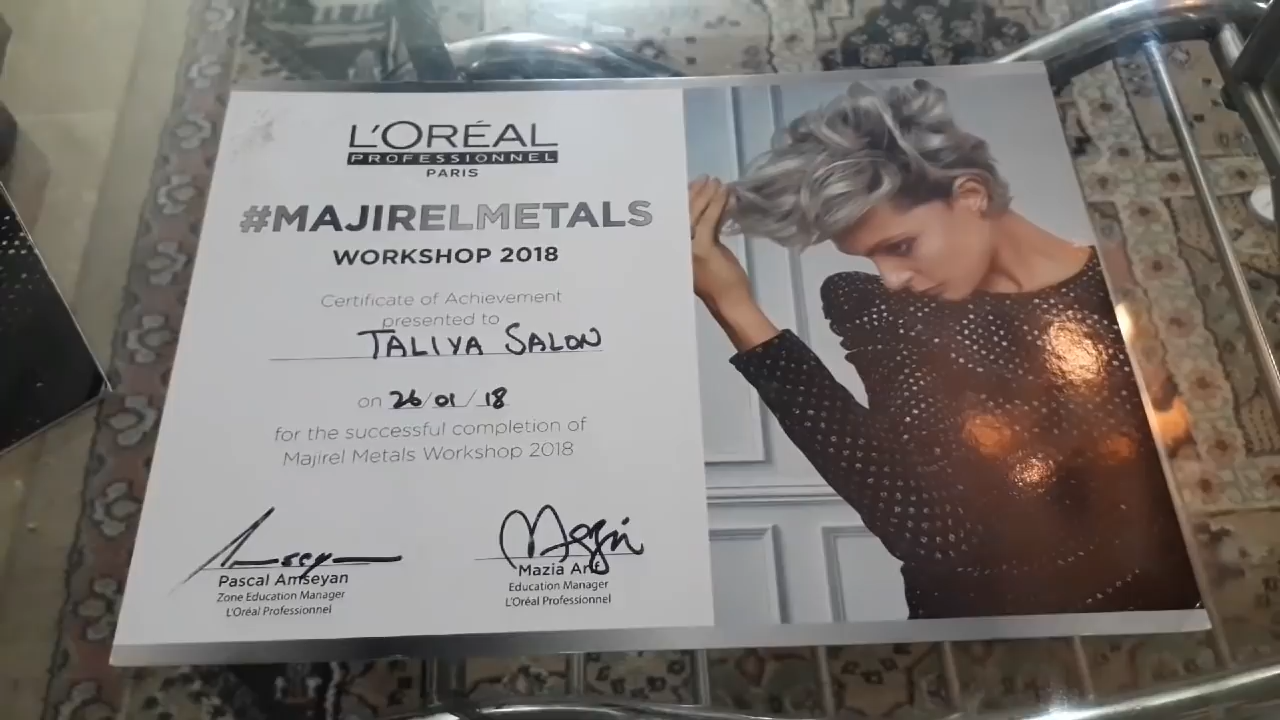 L'ORÉAL
PROFESSIONNEL
PARIS
#MAJIRELMETALS
WORKSHOP 2018
Certificate of Achievement
presented to
TALIYA SALON
on 26/01/18
for the successful completion of
Majirel Metals Workshop 2018
Amsey
Mazia
Pascal Amseyan
Mazia
Zone Education Manager
Education Manager
L'Oréal Professionnel
L'Oréal Professionnel